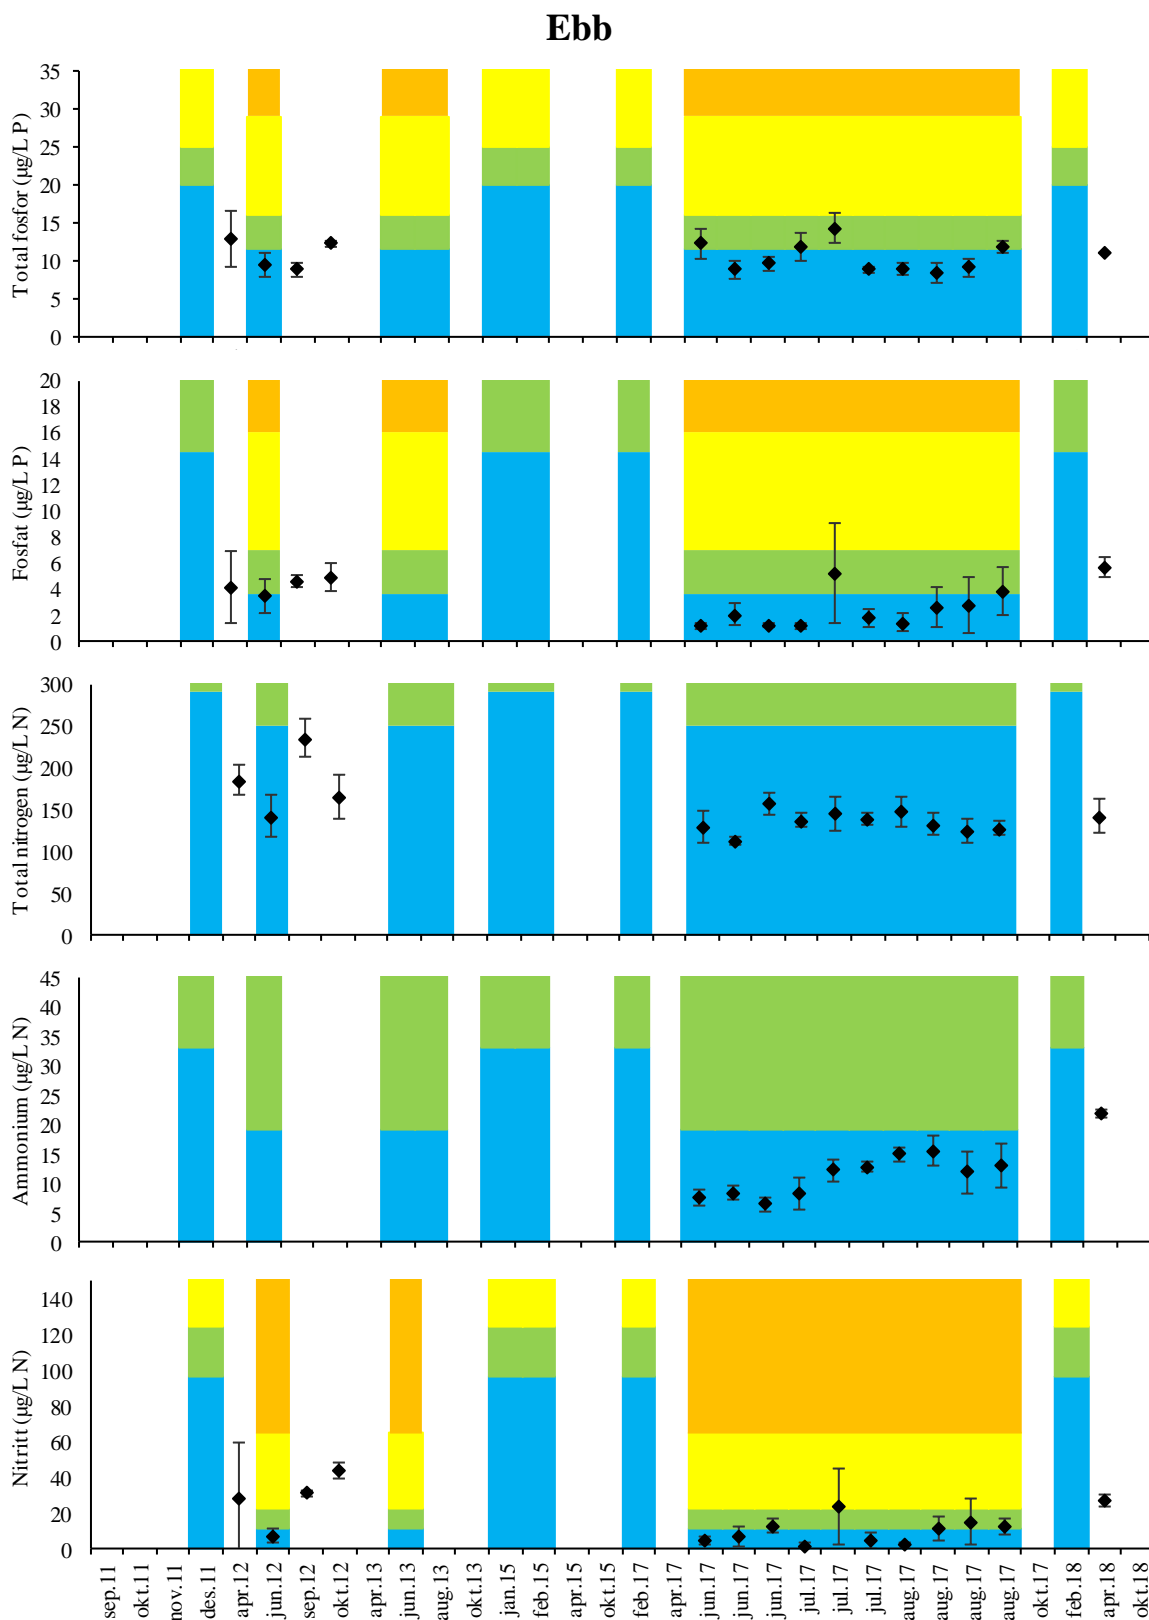 Ebb
Total fosfor (µg/L P)
35
30
25
20
15
10
5
0
Fosfat (µg/L P)
20
18
16
14
12
10
8
6
4
2
0
Total nitrogen (µg/L N)
300
250
200
150
100
50
0
Ammonium (µg/L N)
45
40
35
30
25
20
15
10
5
0
Nitritt (µg/L N)
140
120
100
80
60
40
20
0
sep.11
okt.11
nov.11
des.11
apr.12
jun.12
sep.12
okt.12
apr.13
jun.13
aug.13
okt.13
jan.15
feb.15
apr.15
okt.15
feb.17
apr.17
jun.17
jun.17
jun.17
jul.17
jul.17
jul.17
aug.17
aug.17
aug.17
aug.17
okt.17
feb.18
apr.18
okt.18